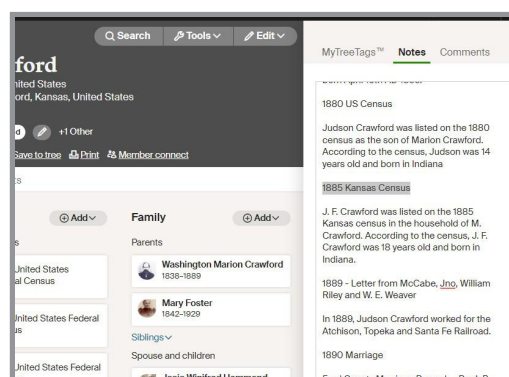 Search Tools Edit
ford
nited States
ord, Kansas, United States
d +1 Other
Save to tree Print Member connect
ts
Add
s
United States
al Census
United States Federal
us
United States Federal
Family Add
Parents
Washington Marion Crawford
1838-1889
Mary Foster
1842-1929
Siblings
Spouse and children
MyTreeTags™ Notes Comments
1880 US Census
Judson Crawford was listed on the 1880
census as the son of Marion Crawford.
According to the census, Judson was 14
years old and born in Indiana
1885 Kansas Census
J. F. Crawford was listed on the 1885
Kansas census in the household of M.
Crawford. According to the census, J. F.
Crawford was 18 years old and born in
Indiana.
1889 - Letter from McCabe, Jno, William
Riley and W. E. Weaver
In 1889, Judson Crawford worked for the
Atchison, Topeka and Santa Fe Railroad.
1890 Marriage